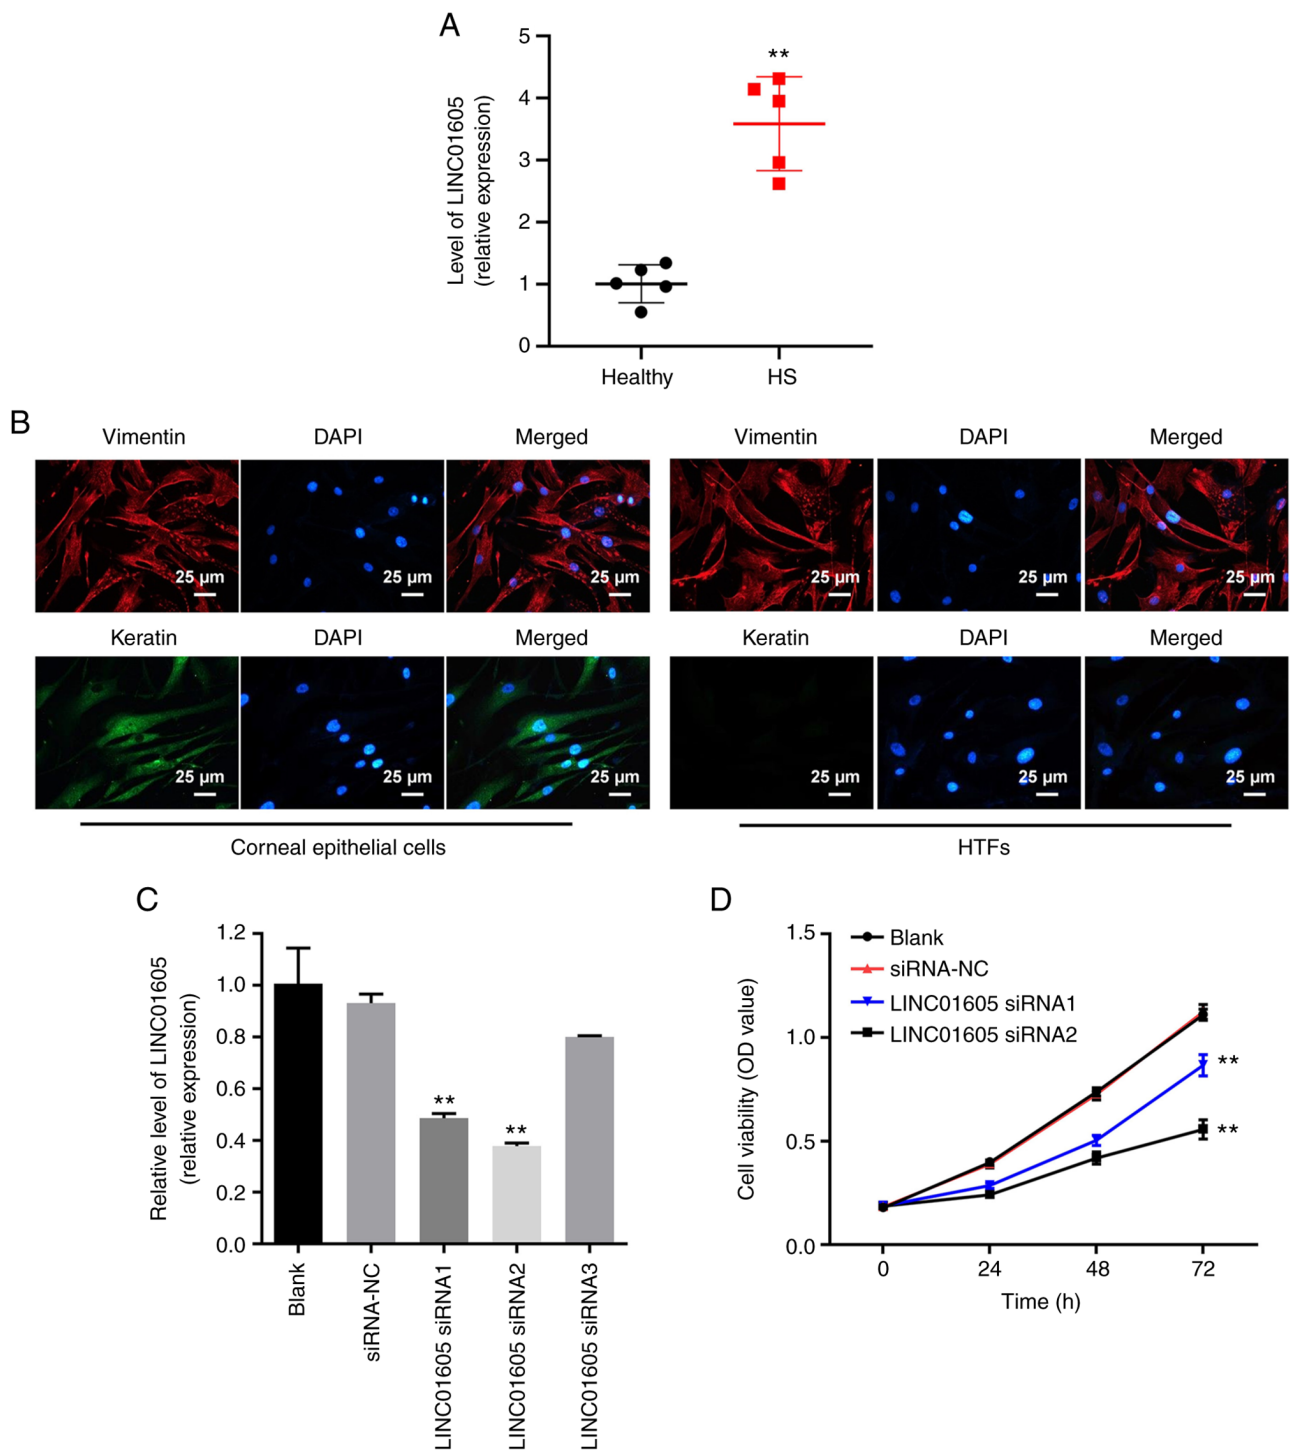 A
5
4
3
2
1
0
Level of LINC01605
(relative expression)
**
Healthy HS
B
Vimentin DAPI Merged Vimentin DAPI Merged
25 µm 25 µm 25 µm 25 µm 25 µm 25 µm
Keratin DAPI Merged Keratin DAPI Merged
25 µm 25 µm 25 µm 25 µm 25 µm 25 µm
Corneal epithelial cells HTFs
C
1.2
1.0
0.8
0.6
0.4
0.2
0.0
Relative level of LINC01605
(relative expression)
**
**
Blank
siRNA-NC
LINC01605 siRNA1
LINC01605 siRNA2
LINC01605 siRNA3
D
1.5
1.0
0.5
0.0
Cell viability (OD value)
Blank
siRNA-NC
LINC01605 siRNA1
LINC01605 siRNA2
**
**
0 24 48 72
Time (h)